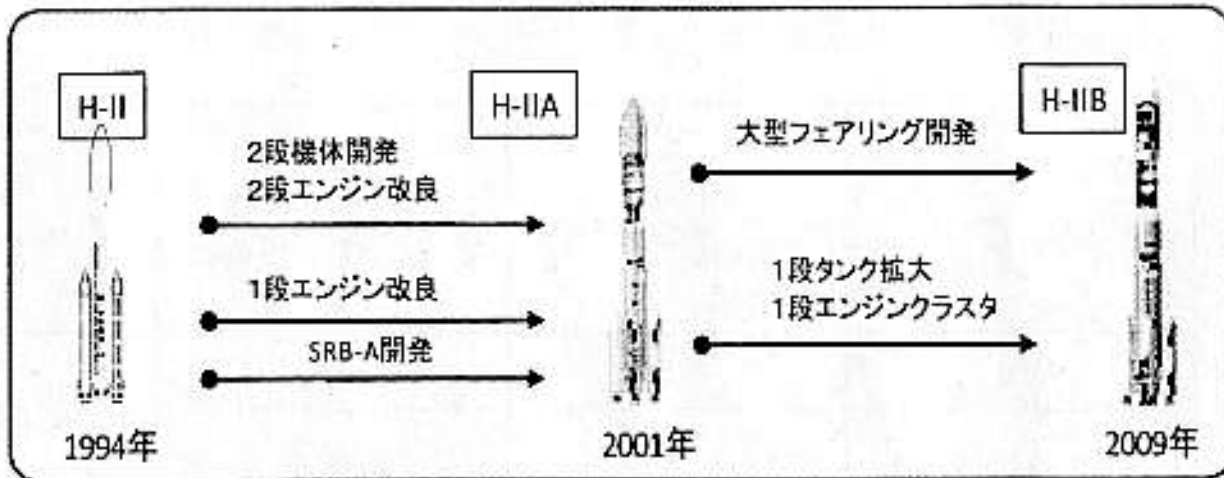 H-II
2段機体開発
2段エンジン改良
1段エンジン改良
SRB-A開発
1994年
H-IIA
大型フェアリング開発
1段タンク拡大
1段エンジンクラスタ
2001年
H-IIB
2009年